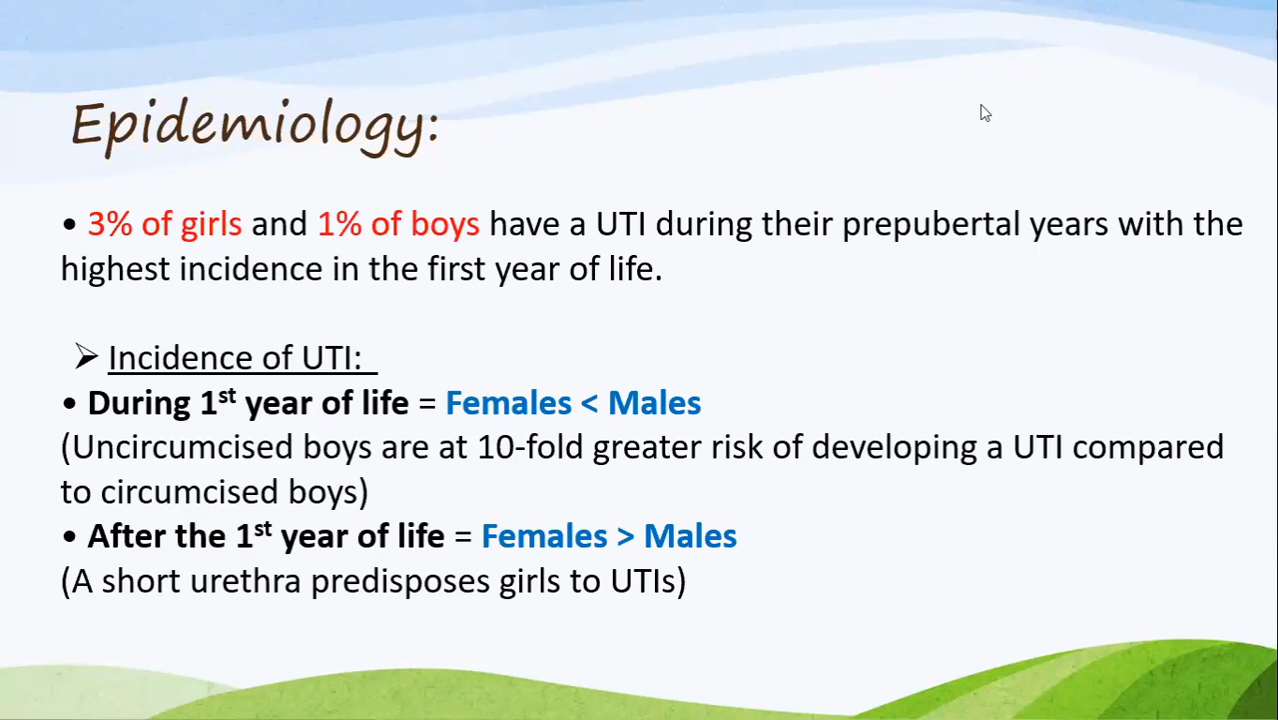 Epidemiology:
• 3% of girls and 1% of boys have a UTI during their prepubertal years with the
highest incidence in the first year of life.
➢ Incidence of UTI:
• During 1st year of life = Females < Males
(Uncircumcised boys are at 10-fold greater risk of developing a UTI compared
to circumcised boys)
• After the 1st year of life = Females > Males
(A short urethra predisposes girls to UTIs)